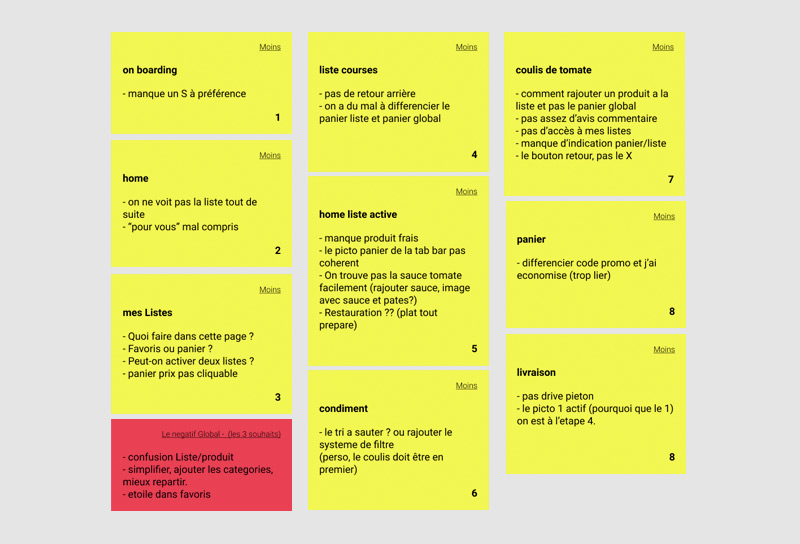 Moins
on boarding
- manque un S à préférence
1
Moins
home
- on ne voit pas la liste tout de
suite
- “pour vous” mal compris
2
Moins
mes Listes
- Quoi faire dans cette page ?
- Favoris ou panier ?
- Peut-on activer deux listes ?
- panier prix pas cliquable
3
Le negatif Global - (les 3 souhaits)
- confusion Liste/produit
- simplifier, ajouter les categories,
mieux repartir.
- etoile dans favoris
Moins
liste courses
- pas de retour arrière
- on a du mal à differencier le
panier liste et panier global
4
Moins
home liste active
- manque produit frais
- le picto panier de la tab bar pas
coherent
- On trouve pas la sauce tomate
facilement (rajouter sauce, image
avec sauce et pates?)
- Restauration ?? (plat tout
prepare)
5
Moins
condiment
- le tri a sauter ? ou rajouter le
systeme de filtre
(perso, le coulis doit être en
premier)
6
Moins
coulis de tomate
- comment rajouter un produit a la
liste et pas le panier global
- pas assez d’avis commentaire
- pas d’accès à mes listes
- manque d’indication panier/liste
- le bouton retour, pas le X
7
Moins
panier
- differencier code promo et j’ai
economise (trop lier)
8
Moins
livraison
- pas drive pieton
- le picto 1 actif (pourquoi que le 1)
on est à l’etape 4.
8